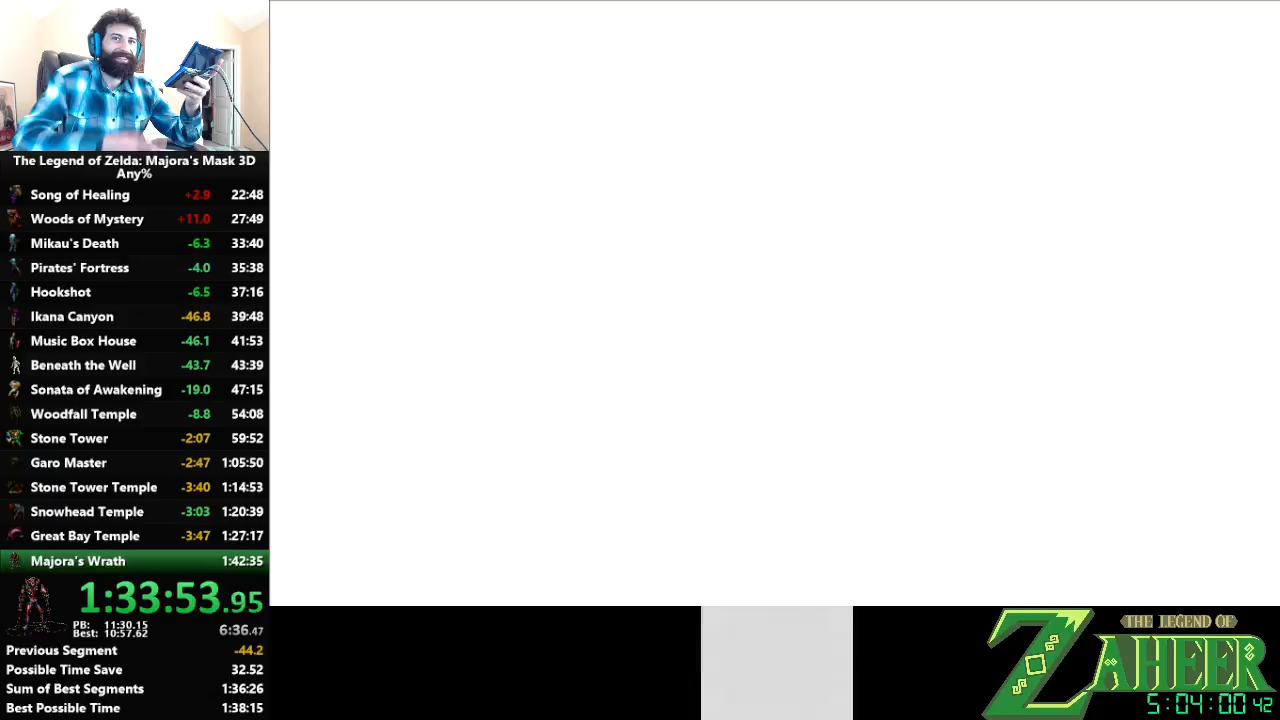 The Legend of Zelda: Majora's Mask 3D
Any%
Song of Healing +2.9 22:48
Woods of Mystery +11.0 27:49
Mikau's Death -6.3 33:40
Pirates' Fortress -4.0 35:38
Hookshot -6.5 37:16
Ikana Canyon -46.8 39:48
Music Box House -46.1 41:53
Beneath the Well -43.7 43:39
Sonata of Awakening -19.0 47:15
Woodfall Temple -8.8 54:08
Stone Tower -2:07 59:52
Garo Master -2:47 1:05:50
Stone Tower Temple -3:40 1:14:53
Snowhead Temple -3:03 1:20:39
Great Bay Temple -3:47 1:27:17
Majora's Wrath 1:42:35
1:33:53.95
PB: 11:30.15
Best: 10:57.62 6:36.47
Previous Segment -44.2
Possible Time Save 32.52
Sum of Best Segments 1:36:26
Best Possible Time 1:38:15
THE LEGEND OF
ZAHEER
5:04:00 42